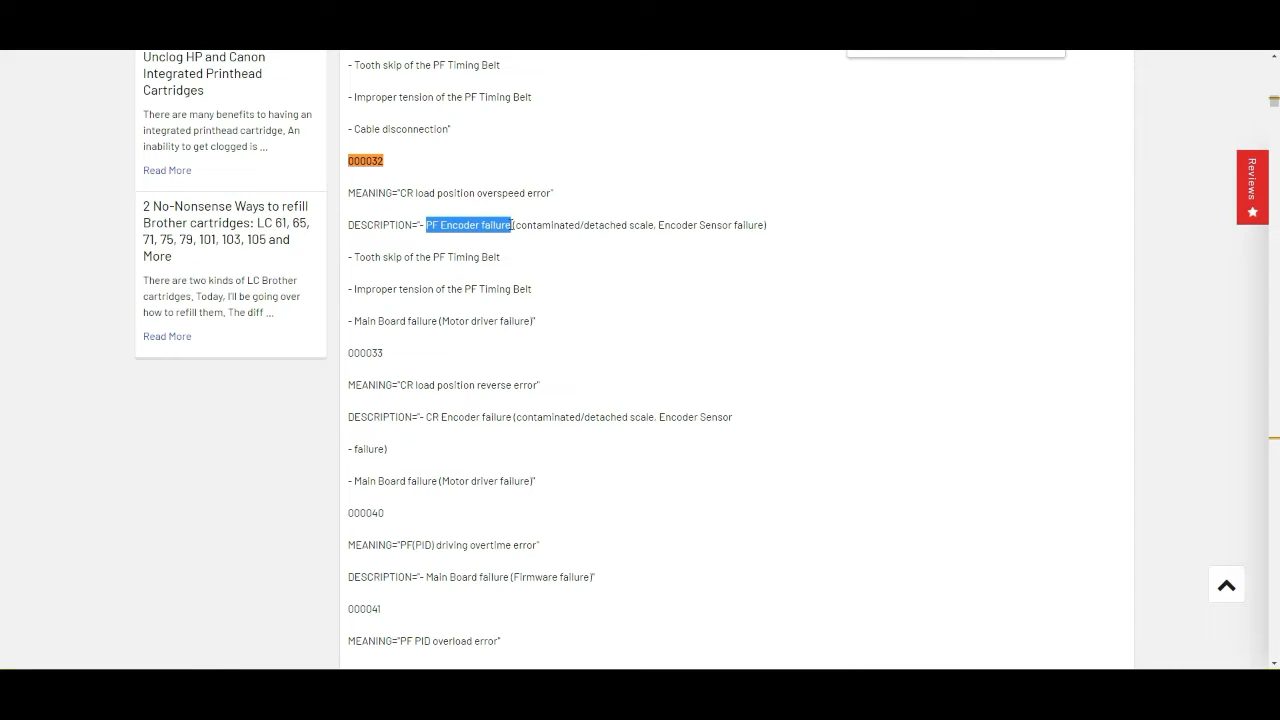 Unclog HP and Canon
Integrated Printhead
Cartridges
There are many benefits to having an
integrated printhead cartridge. An
inability to get clogged is ...
Read More
2 No-Nonsense Ways to refill
Brother cartridges: LC 61, 65,
71, 75, 79, 101, 103, 105 and
More
There are two kinds of LC Brother
cartridges. Today, I'll be going over
how to refill them. The diff ...
Read More
- Tooth skip of the PF Timing Belt
- Improper tension of the PF Timing Belt
- Cable disconnection"
000032
MEANING="CR load position overspeed error"
DESCRIPTION="- PF Encoder failure (contaminated/detached scale, Encoder Sensor failure)
- Tooth skip of the PF Timing Belt
- Improper tension of the PF Timing Belt
- Main Board failure (Motor driver failure)"
000033
MEANING="CR load position reverse error"
DESCRIPTION="- CR Encoder failure (contaminated/detached scale, Encoder Sensor
- failure)
- Main Board failure (Motor driver failure)"
000040
MEANING="PF(PID) driving overtime error"
DESCRIPTION="- Main Board failure (Firmware failure)"
000041
MEANING="PF PID overload error"
Reviews